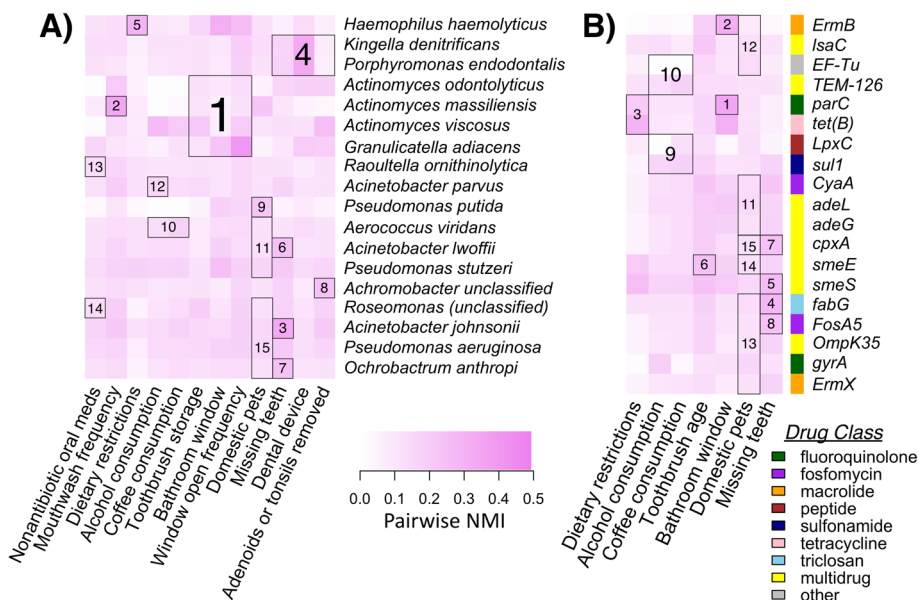 A)
5
4
1
2
13
12
9
10
11
6
8
14
3
15
7
Haemophilus haemolyticus
Kingella denitrificans
Porphyromonas endodontalis
Actinomyces odontolyticus
Actinomyces massiliensis
Actinomyces viscosus
Granulicatella adiacens
Raoultella ornithinolytica
Acinetobacter parvus
Pseudomonas putida
Aerococcus viridans
Acinetobacter lwoffii
Pseudomonas stutzeri
Achromobacter unclassified
Roseomonas (unclassified)
Acinetobacter johnsonii
Pseudomonas aeruginosa
Ochrobactrum anthropi
Nonantibiotic oral meds
Mouthwash frequency
Dietary restrictions
Alcohol consumption
Coffee consumption
Toothbrush storage
Bathroom window
Window open frequency
Domestic pets
Missing teeth
Dental device
Adenoids or tonsils removed
0.0 0.1 0.2 0.3 0.4 0.5
Pairwise NMI
B)
2
12
10
1
3
9
11
15
7
6
14
5
4
8
13
ErmB
lsaC
EF-Tu
TEM-126
parC
tet(B)
LpxC
sul1
CyaA
adeL
adeG
cpxA
smeE
smeS
fabG
FosA5
OmpK35
gyrA
ErmX
Dietary restrictions
Alcohol consumption
Coffee consumption
Toothbrush age
Bathroom window
Domestic pets
Missing teeth
Drug Class
fluoroquinolone
fosfomycin
macrolide
peptide
sulfonamide
tetracycline
triclosan
multidrug
other